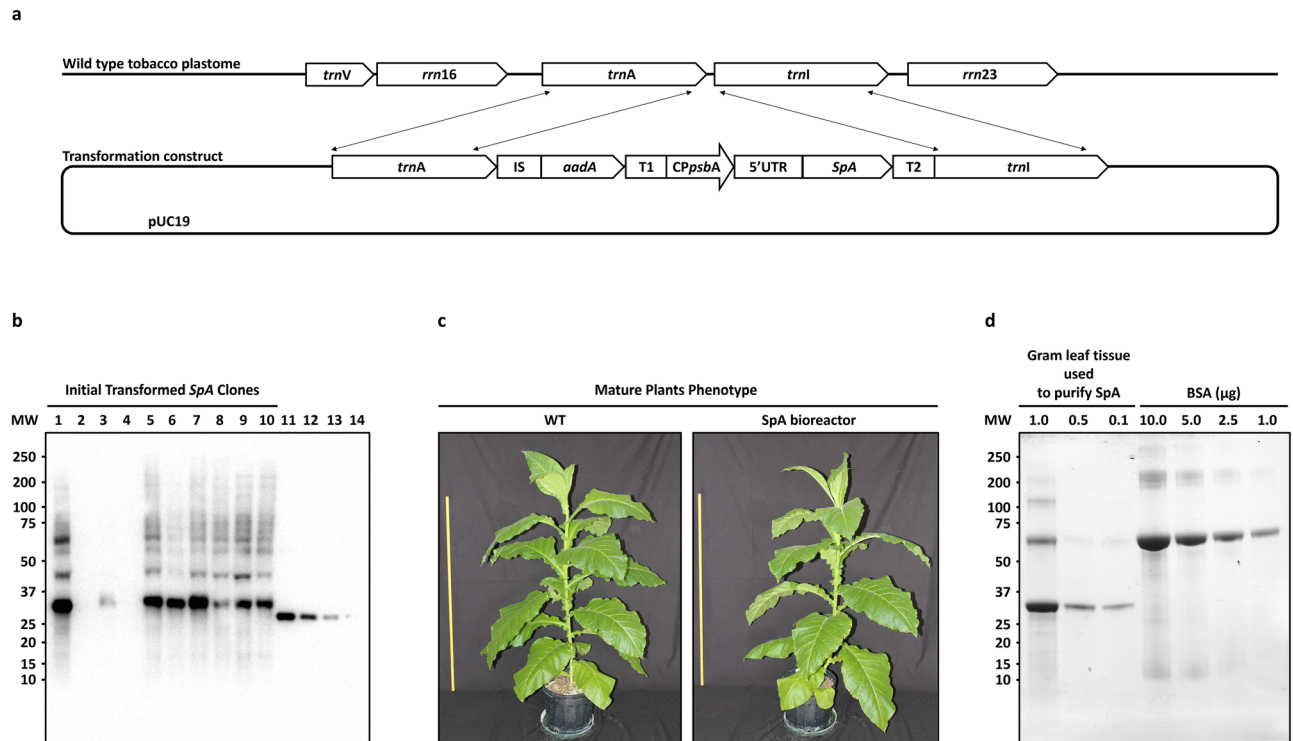 a
Wild type tobacco plastome
trnV rrn16 trnA trnI rrn23
Transformation construct
trnA IS aadA T1 CPpsbA 5'UTR SpA T2 trnI
pUC19
b
Initial Transformed SpA Clones
MW 1 2 3 4 5 6 7 8 9 10 11 12 13 14
250
200
100
75
50
37
25
20
15
10
c
Mature Plants Phenotype
WT SpA bioreactor
d
Gram leaf tissue
used
to purify SpA BSA (μg)
MW 1.0 0.5 0.1 10.0 5.0 2.5 1.0
250
200
100
75
50
37
25
20
15
10